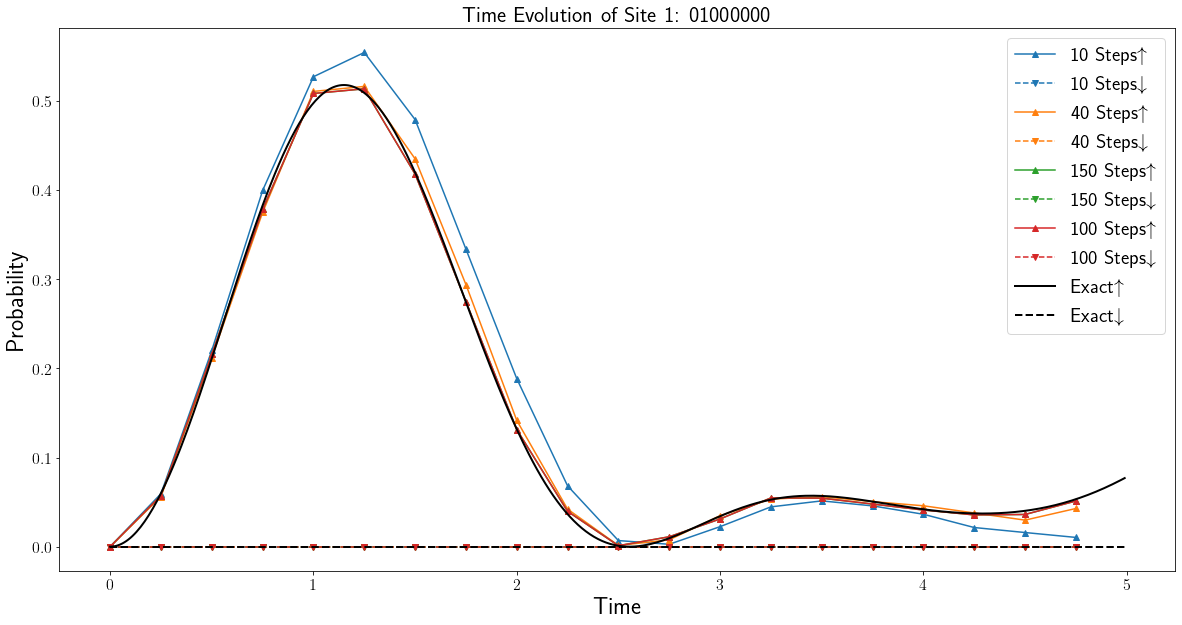 Time Evolution of Site 1: 01000000
10 Steps↑
10 Steps↓
40 Steps↑
40 Steps↓
150 Steps↑
150 Steps↓
100 Steps↑
100 Steps↓
Exact↑
Exact↓
Probability
0.5
0.4
0.3
0.2
0.1
0.0
0 1 2 3 4 5
Time